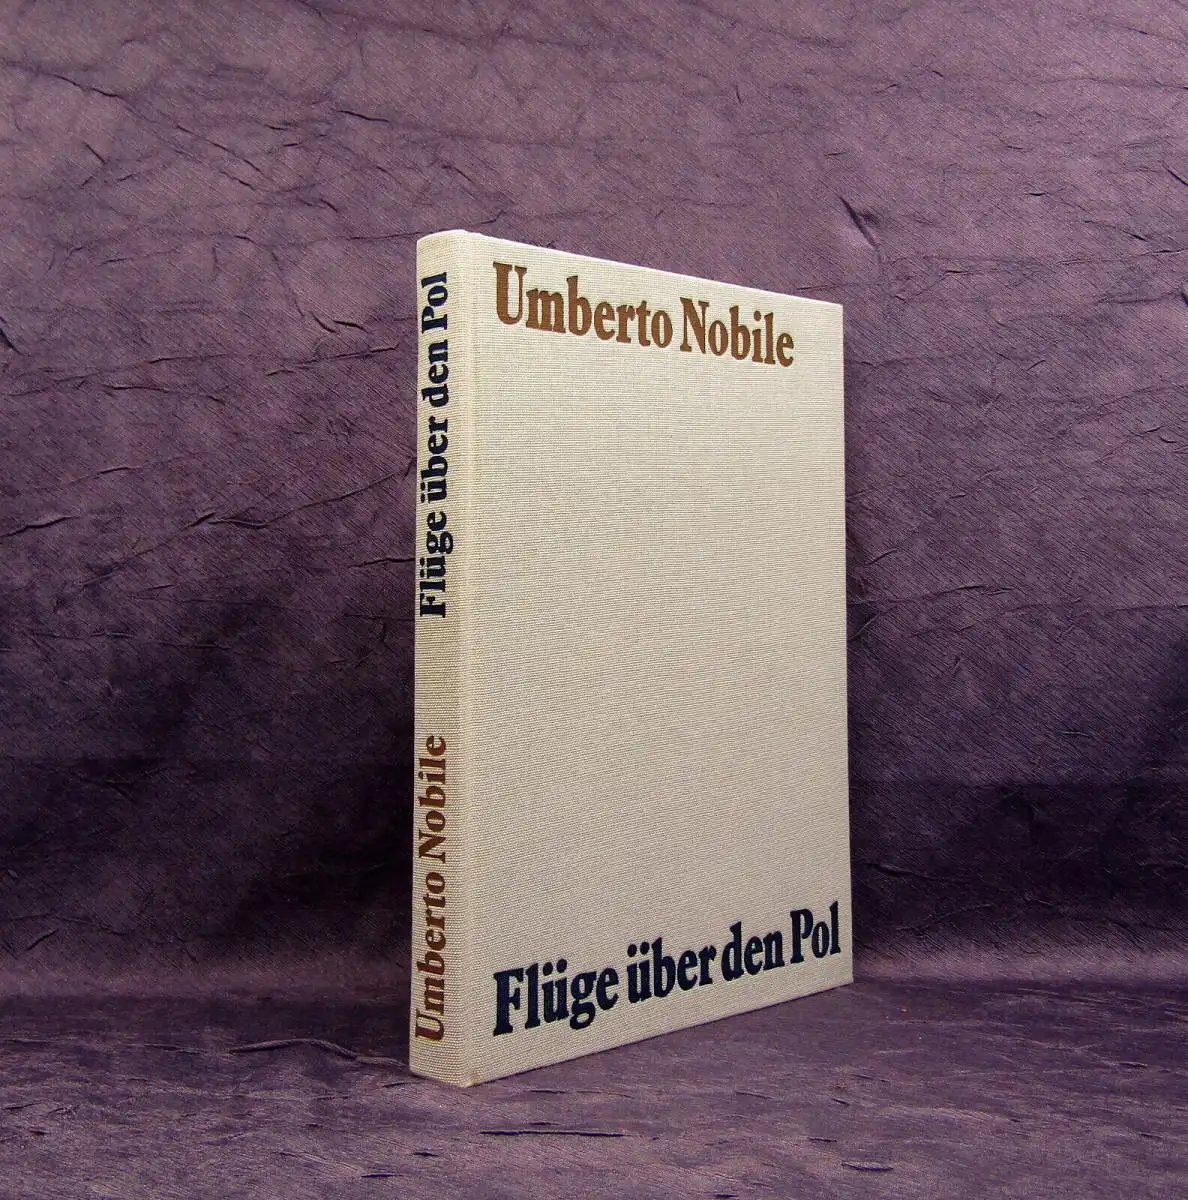 Umberto Nobile
Flüge über den Pol
Umberto Nobile Flüge über den Pol